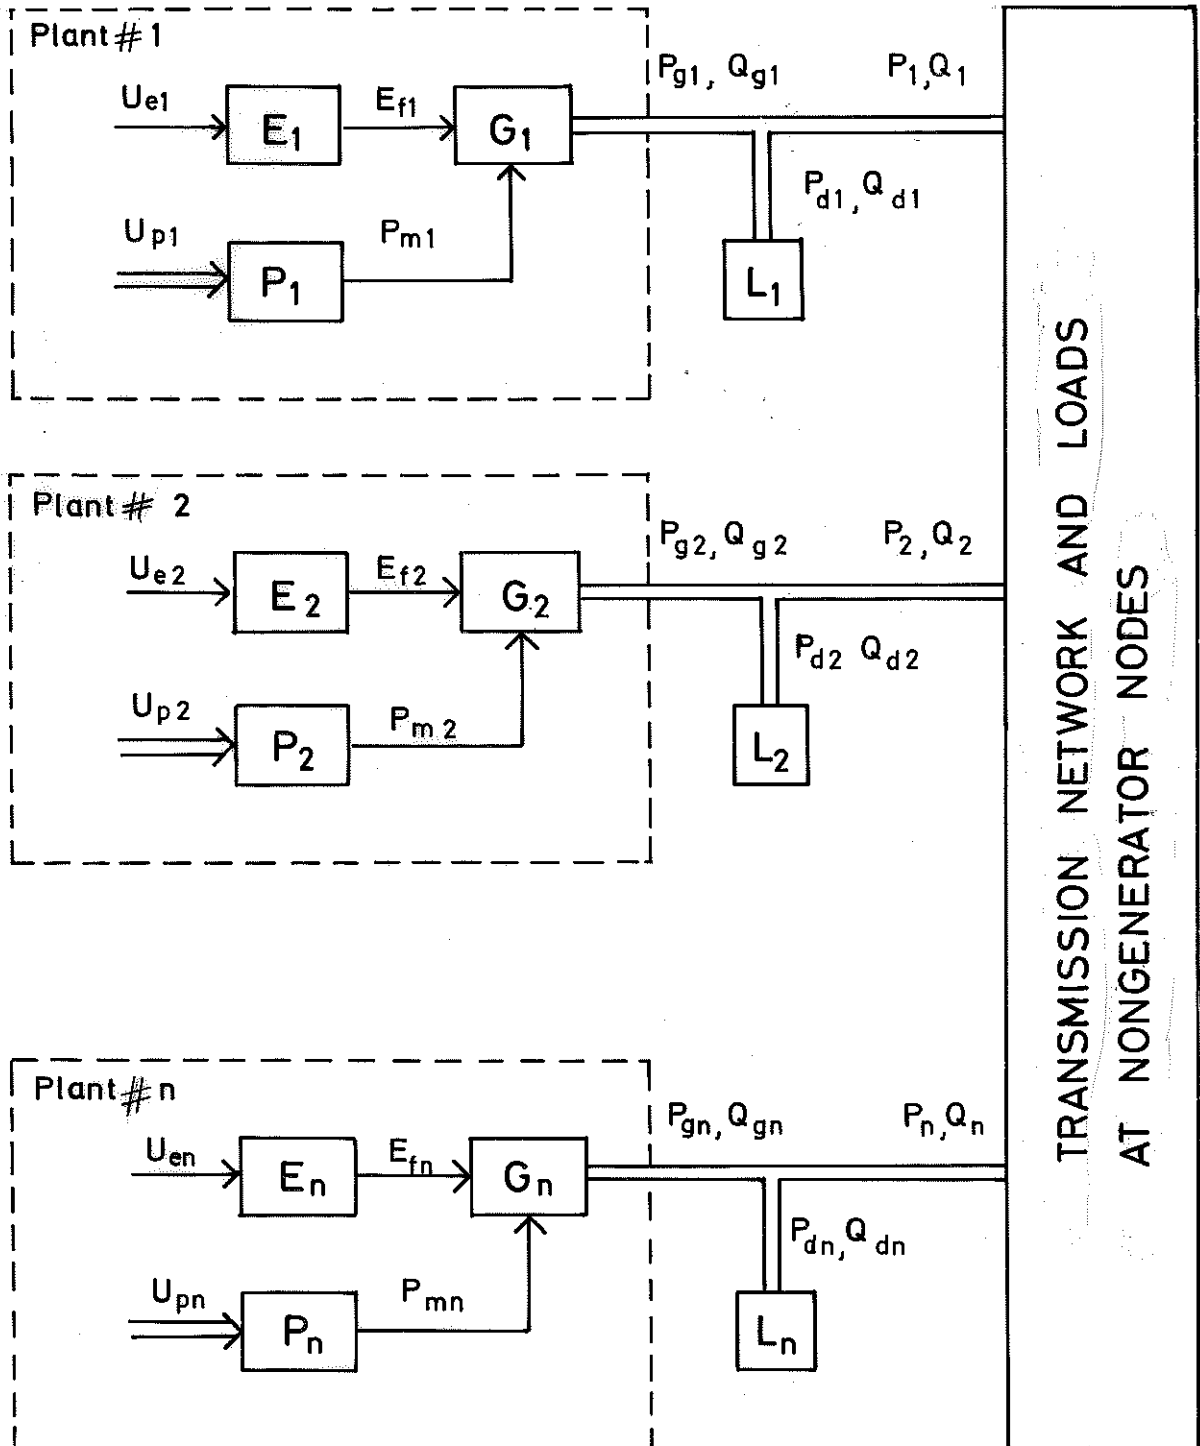 Plant # 1
Pg1, Qg1
P1, Q1
Ue1
E1
Ef1
G1
Pd1, Qd1
Up1
P1
Pm1
L1
Plant # 2
Pg2, Qg2
P2, Q2
Ue2
E2
Ef2
G2
Pd2 Qd2
Up2
P2
Pm2
L2
Plant # n
Pgn, Qgn
Pn, Qn
Uen
En
Efn
Gn
Pdn, Qdn
Upn
Pn
Pmn
Ln
TRANSMISSION NETWORK AND LOADS
AT NONGENERATOR NODES